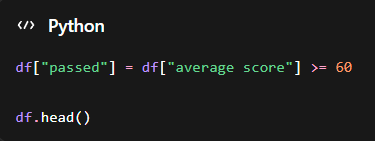 </> Python
df["passed"] = df["average score"] >= 60
df.head()